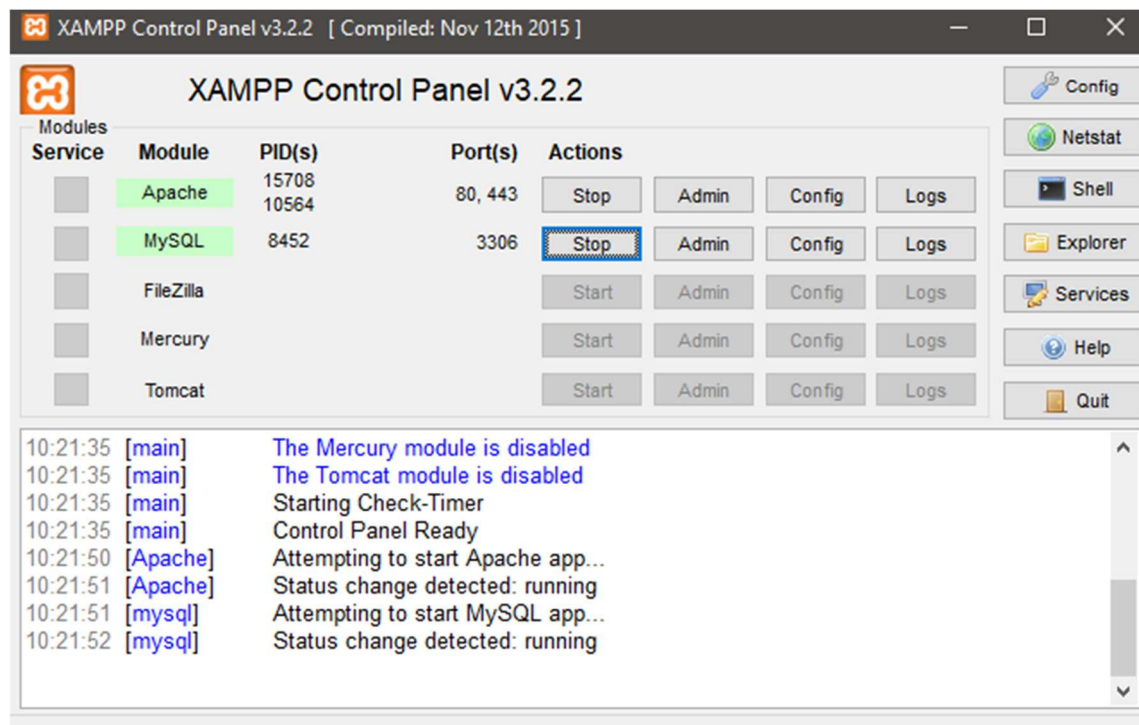 XAMPP Control Panel v3.2.2 [ Compiled: Nov 12th 2015 ]
XAMPP Control Panel v3.2.2
Config
Modules
Netstat
Service Module PID(s) Port(s) Actions
Apache 15708 10564 80, 443 Stop Admin Config Logs
Shell
MySQL 8452 3306 Stop Admin Config Logs
Explorer
FileZilla Start Admin Config Logs
Services
Mercury Start Admin Config Logs
Help
Tomcat Start Admin Config Logs
Quit
10:21:35 [main] The Mercury module is disabled
10:21:35 [main] The Tomcat module is disabled
10:21:35 [main] Starting Check-Timer
10:21:35 [main] Control Panel Ready
10:21:50 [Apache] Attempting to start Apache app...
10:21:51 [Apache] Status change detected: running
10:21:51 [mysql] Attempting to start MySQL app...
10:21:52 [mysql] Status change detected: running